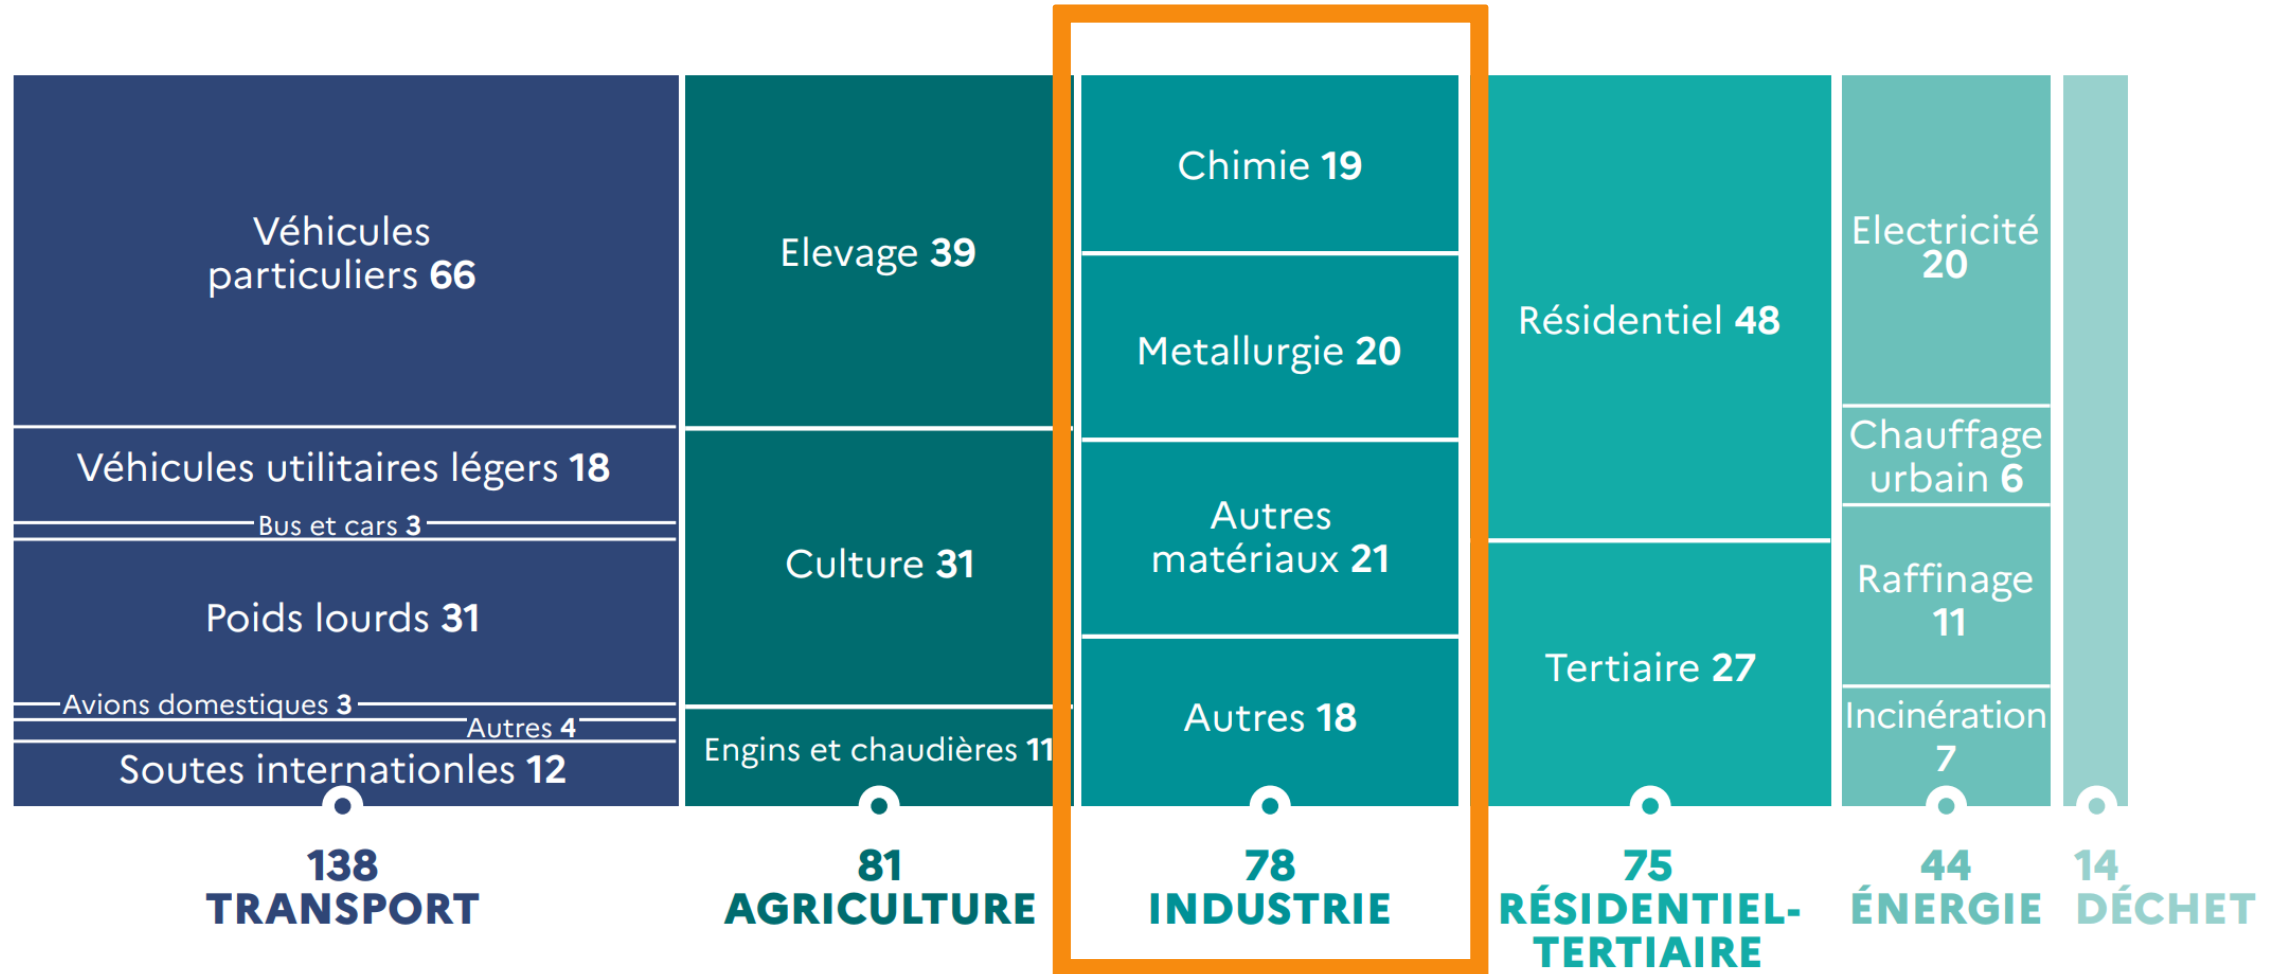 Véhicules
particuliers 66
Véhicules utilitaires légers 18
Bus et cars 3
Poids lourds 31
Avions domestiques 3
Autres 4
Soutes internationles 12
138
TRANSPORT
Elevage 39
Culture 31
Engins et chaudières 11
81
AGRICULTURE
Chimie 19
Metallurgie 20
Autres
matériaux 21
Autres 18
78
INDUSTRIE
Résidentiel 48
Tertiaire 27
75
RÉSIDENTIEL-
TERTIAIRE
Electricité
20
Chauffage
urbain 6
Raffinage
11
Incinération
7
44
ÉNERGIE
14
DÉCHET